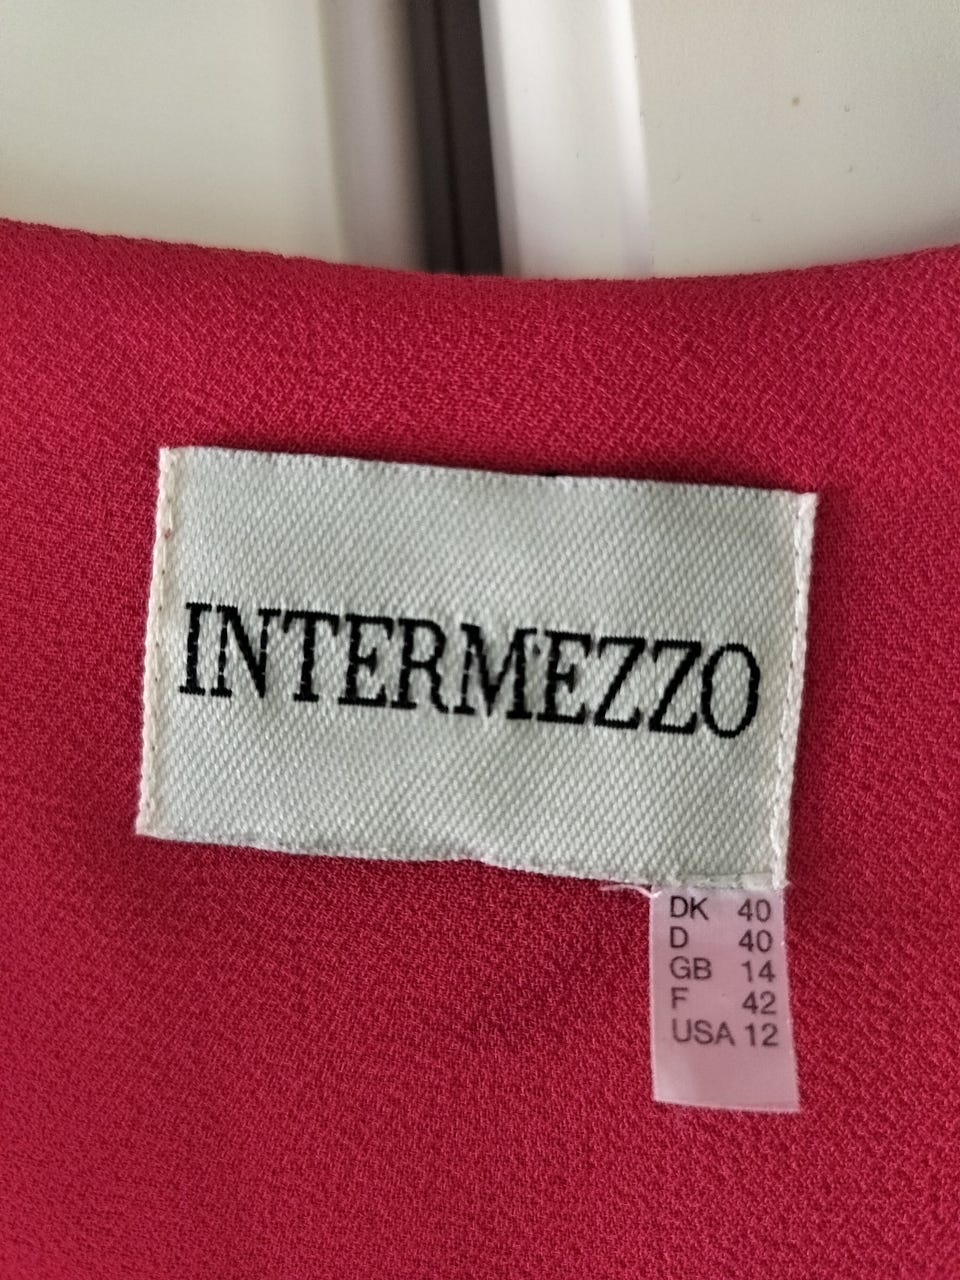 INTERMEZZO
DK 40
D 40
GB 14
F 42
USA 12